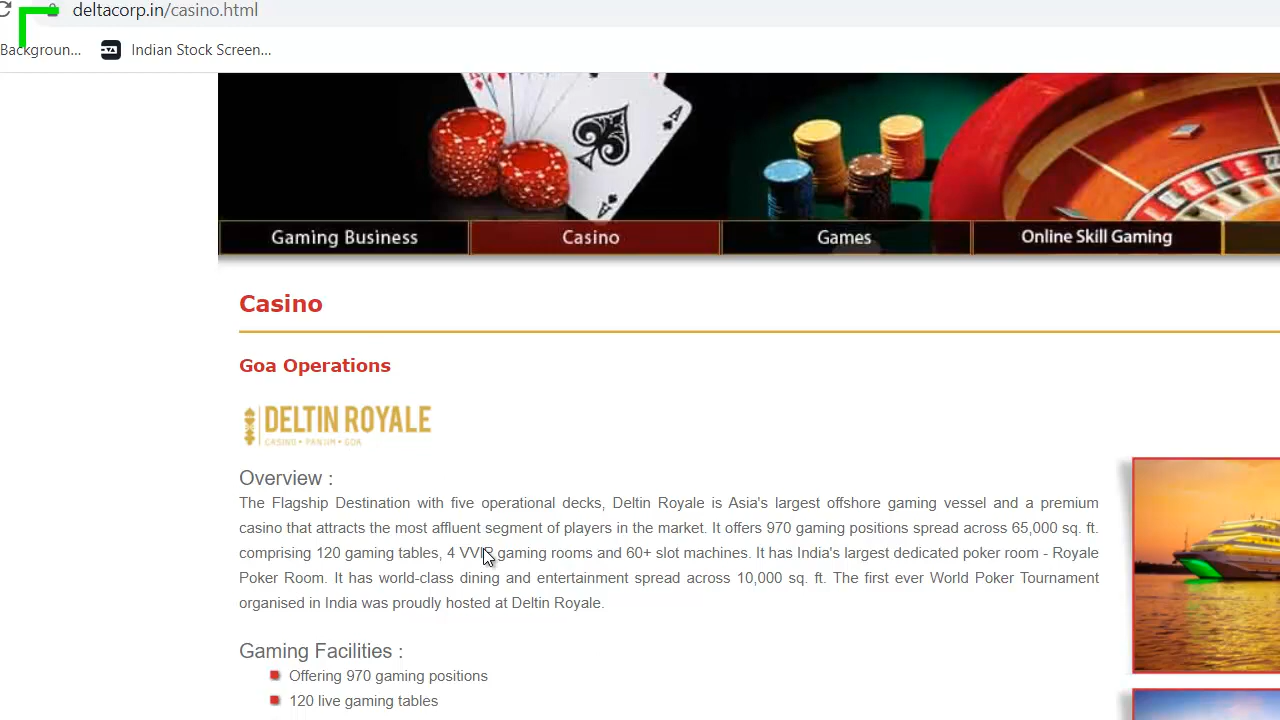 deltacorp.in/casino.html
Backgroun...
Indian Stock Screen...
A
A
Gaming Business
Casino
Games
Online Skill Gaming
Casino
Goa Operations
DELTIN ROYALE
CASINO • PANJIM • GOA
Overview :
The Flagship Destination with five operational decks, Deltin Royale is Asia's largest offshore gaming vessel and a premium
casino that attracts the most affluent segment of players in the market. It offers 970 gaming positions spread across 65,000 sq. ft.
comprising 120 gaming tables, 4 gaming rooms and 60+ slot machines. It has India's largest dedicated poker room - Royale
Poker Room. It has world-class dining and entertainment spread across 10,000 sq. ft. The first ever World Poker Tournament
organised in India was proudly hosted at Deltin Royale.
Gaming Facilities :
Offering 970 gaming positions
120 live gaming tables